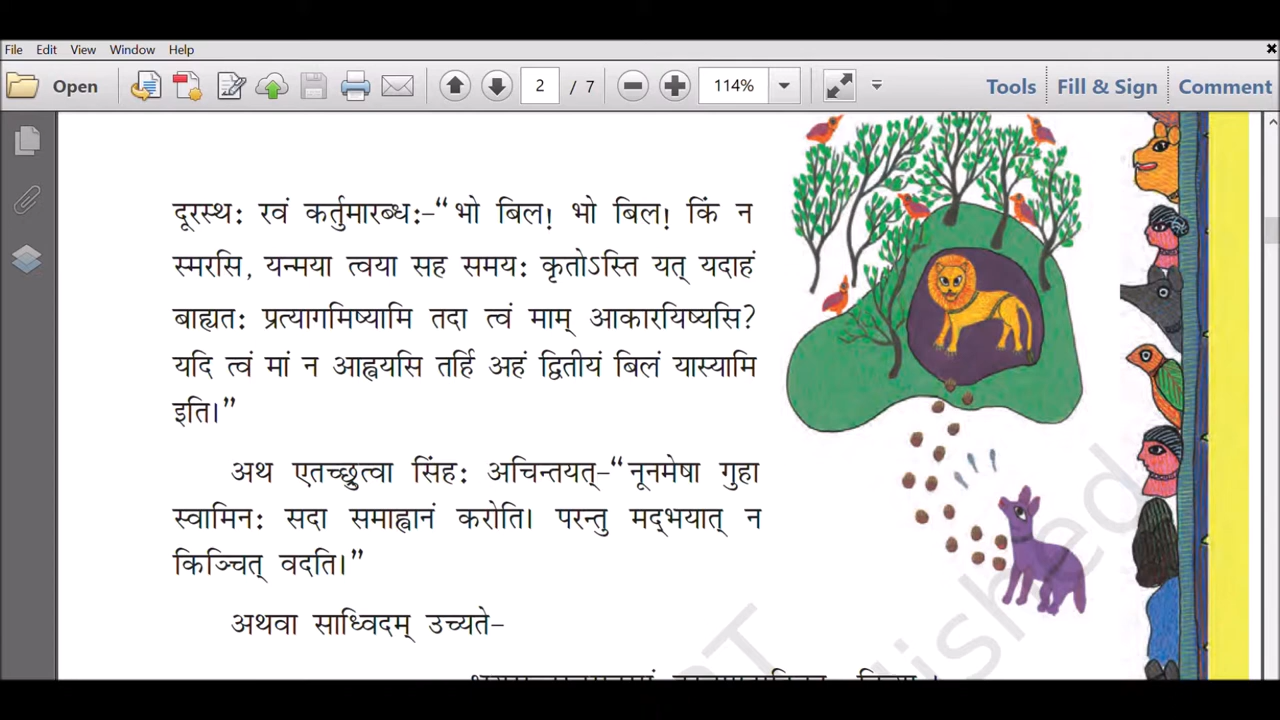 File Edit View Window Help
Open 2 / 7 114% Tools Fill & Sign Comment
दूरस्थः रवं कर्तुमारब्धः-“भो बिल! भो बिल! किं न
स्मरसि, यन्मया त्वया सह समयः कृतोऽस्ति यत् यदाहं
बाह्यतः प्रत्यागमिष्यामि तदा त्वं माम् आकारयिष्यसि?
यदि त्वं मां न आह्वयसि तर्हि अहं द्वितीयं बिलं यास्यामि
इति।”
अथ एतच्छ्रुत्वा सिंहः अचिन्तयत्-“नूनमेषा गुहा
स्वामिनः सदा समाह्वानं करोति। परन्तु मद्भयात् न
किञ्चित् वदति।”
अथवा साध्विदम् उच्यते-